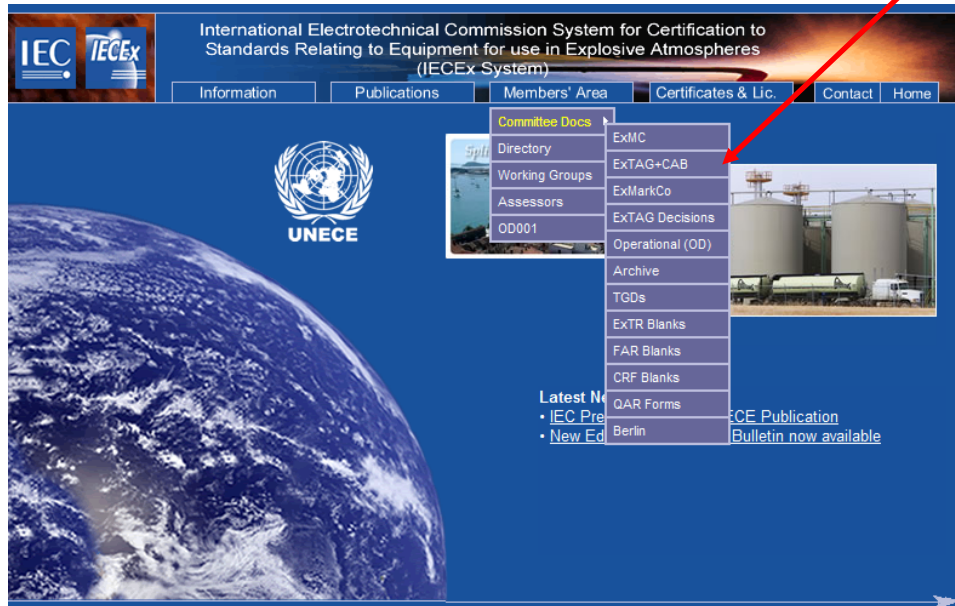 IEC IECEx
International Electrotechnical Commission System for Certification to
Standards Relating to Equipment for use in Explosive Atmospheres
(IECEx System)
Information Publications Members' Area Certificates & Lic. Contact Home
Committee Docs
Directory
Working Groups
Assessors
OD001
ExMC
ExTAG+CAB
ExMarkCo
ExTAG Decisions
Operational (OD)
Archive
TGDs
ExTR Blanks
FAR Blanks
CRF Blanks
QAR Forms
Berlin
UNECE
Latest
• IEC ECE Publication
• New Bulletin now available